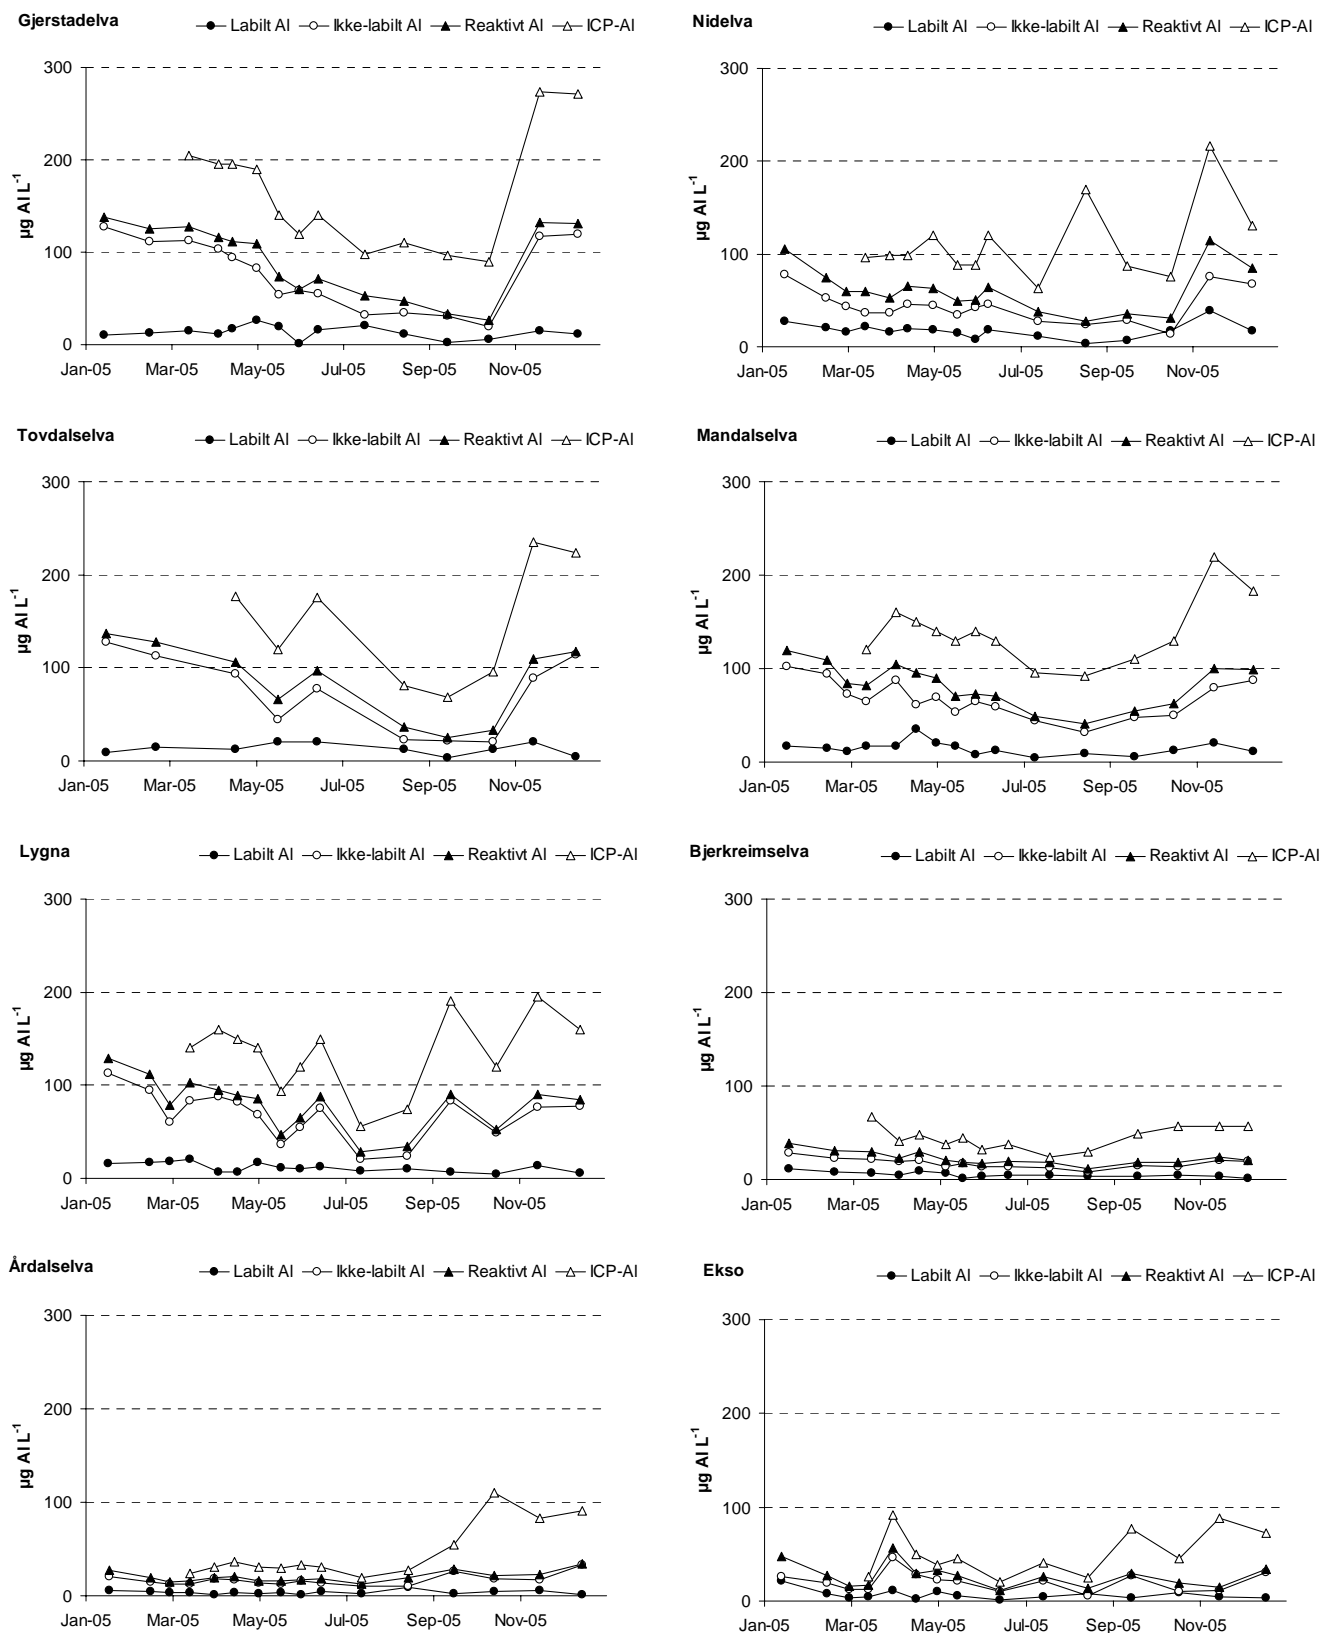 Gjerstadelva
Labilt Al Ikke-labilt Al Reaktivt Al ICP-Al
300
200
100
0
µg Al L-1
Jan-05 Mar-05 May-05 Jul-05 Sep-05 Nov-05
Nidelva
Labilt Al Ikke-labilt Al Reaktivt Al ICP-Al
300
200
100
0
µg Al L-1
Jan-05 Mar-05 May-05 Jul-05 Sep-05 Nov-05
Tovdalselva
Labilt Al Ikke-labilt Al Reaktivt Al ICP-Al
300
200
100
0
µg Al L-1
Jan-05 Mar-05 May-05 Jul-05 Sep-05 Nov-05
Mandalselva
Labilt Al Ikke-labilt Al Reaktivt Al ICP-Al
300
200
100
0
µg Al L-1
Jan-05 Mar-05 May-05 Jul-05 Sep-05 Nov-05
Lygna
Labilt Al Ikke-labilt Al Reaktivt Al ICP-Al
300
200
100
0
µg Al L-1
Jan-05 Mar-05 May-05 Jul-05 Sep-05 Nov-05
Bjerkreimselva
Labilt Al Ikke-labilt Al Reaktivt Al ICP-Al
300
200
100
0
µg Al L-1
Jan-05 Mar-05 May-05 Jul-05 Sep-05 Nov-05
Årdalselva
Labilt Al Ikke-labilt Al Reaktivt Al ICP-Al
300
200
100
0
µg Al L-1
Jan-05 Mar-05 May-05 Jul-05 Sep-05 Nov-05
Ekso
Labilt Al Ikke-labilt Al Reaktivt Al ICP-Al
300
200
100
0
µg Al L-1
Jan-05 Mar-05 May-05 Jul-05 Sep-05 Nov-05